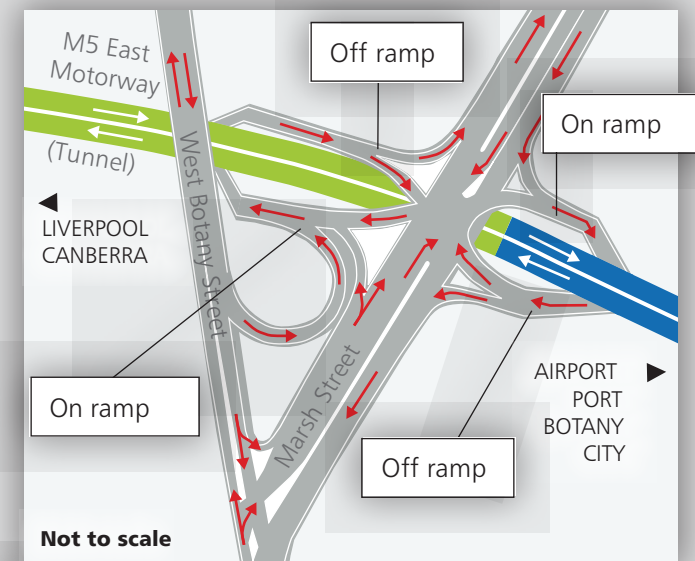 M5 East
Motorway
(Tunnel)
Off ramp
On ramp
West Botany Street
LIVERPOOL
CANBERRA
On ramp
Marsh Street
Off ramp
AIRPORT
PORT
BOTANY
CITY
Not to scale